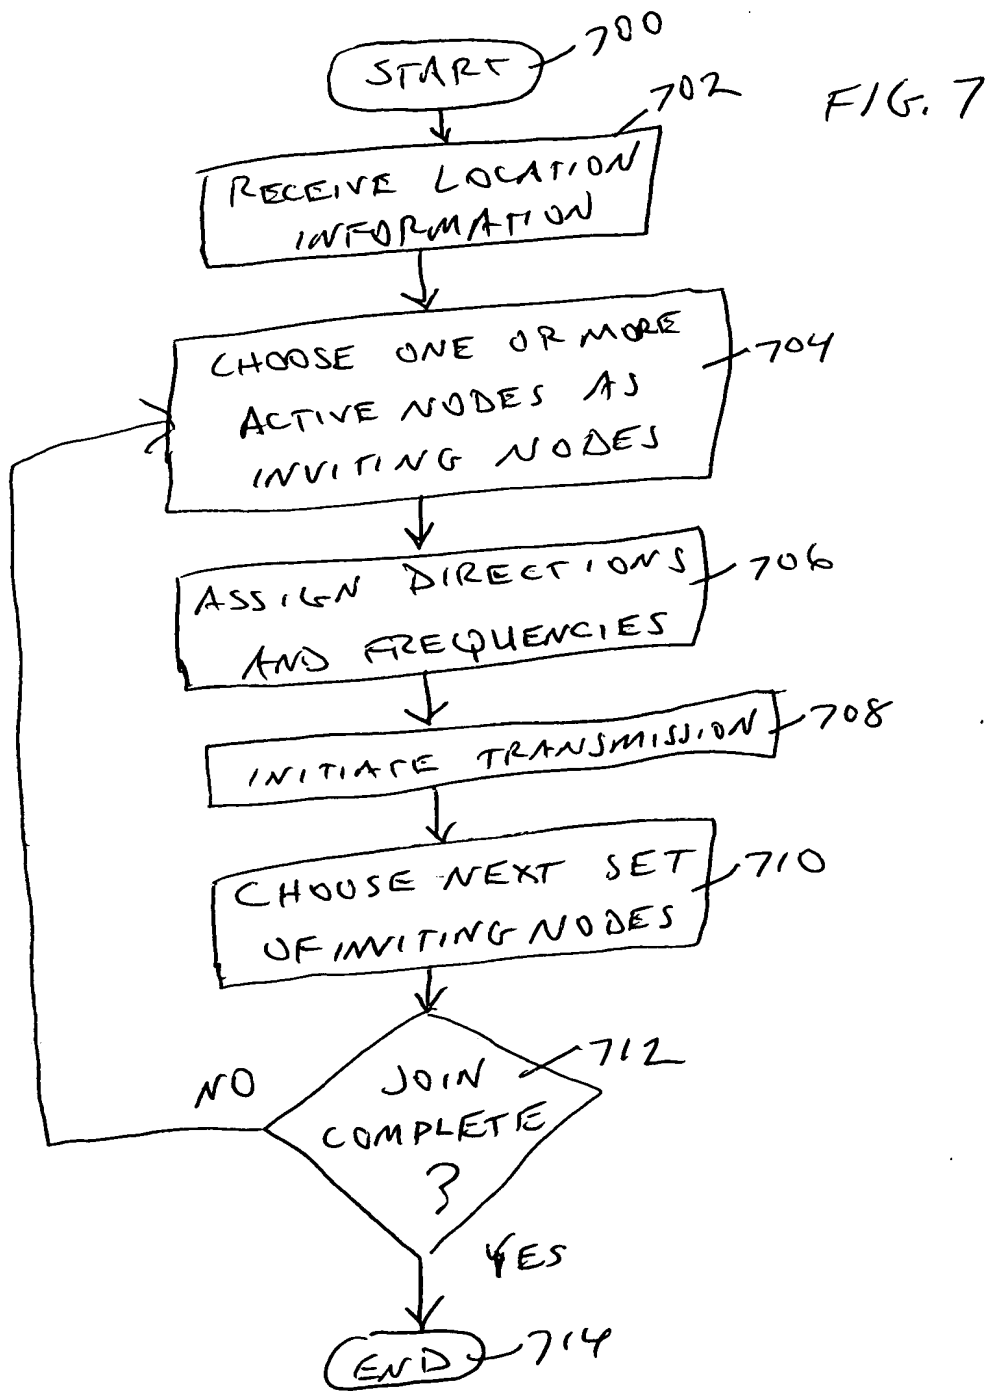 START
700
FIG. 7
702
RECEIVE LOCATION
INFORMATION
CHOOSE ONE OR MORE
ACTIVE NODES AS
INVITING NODES
704
ASSIGN DIRECTIONS
AND FREQUENCIES
706
INITIATE TRANSMISSION
708
CHOOSE NEXT SET
OF INVITING NODES
710
JOIN
COMPLETE
?
712
NO
YES
END
714